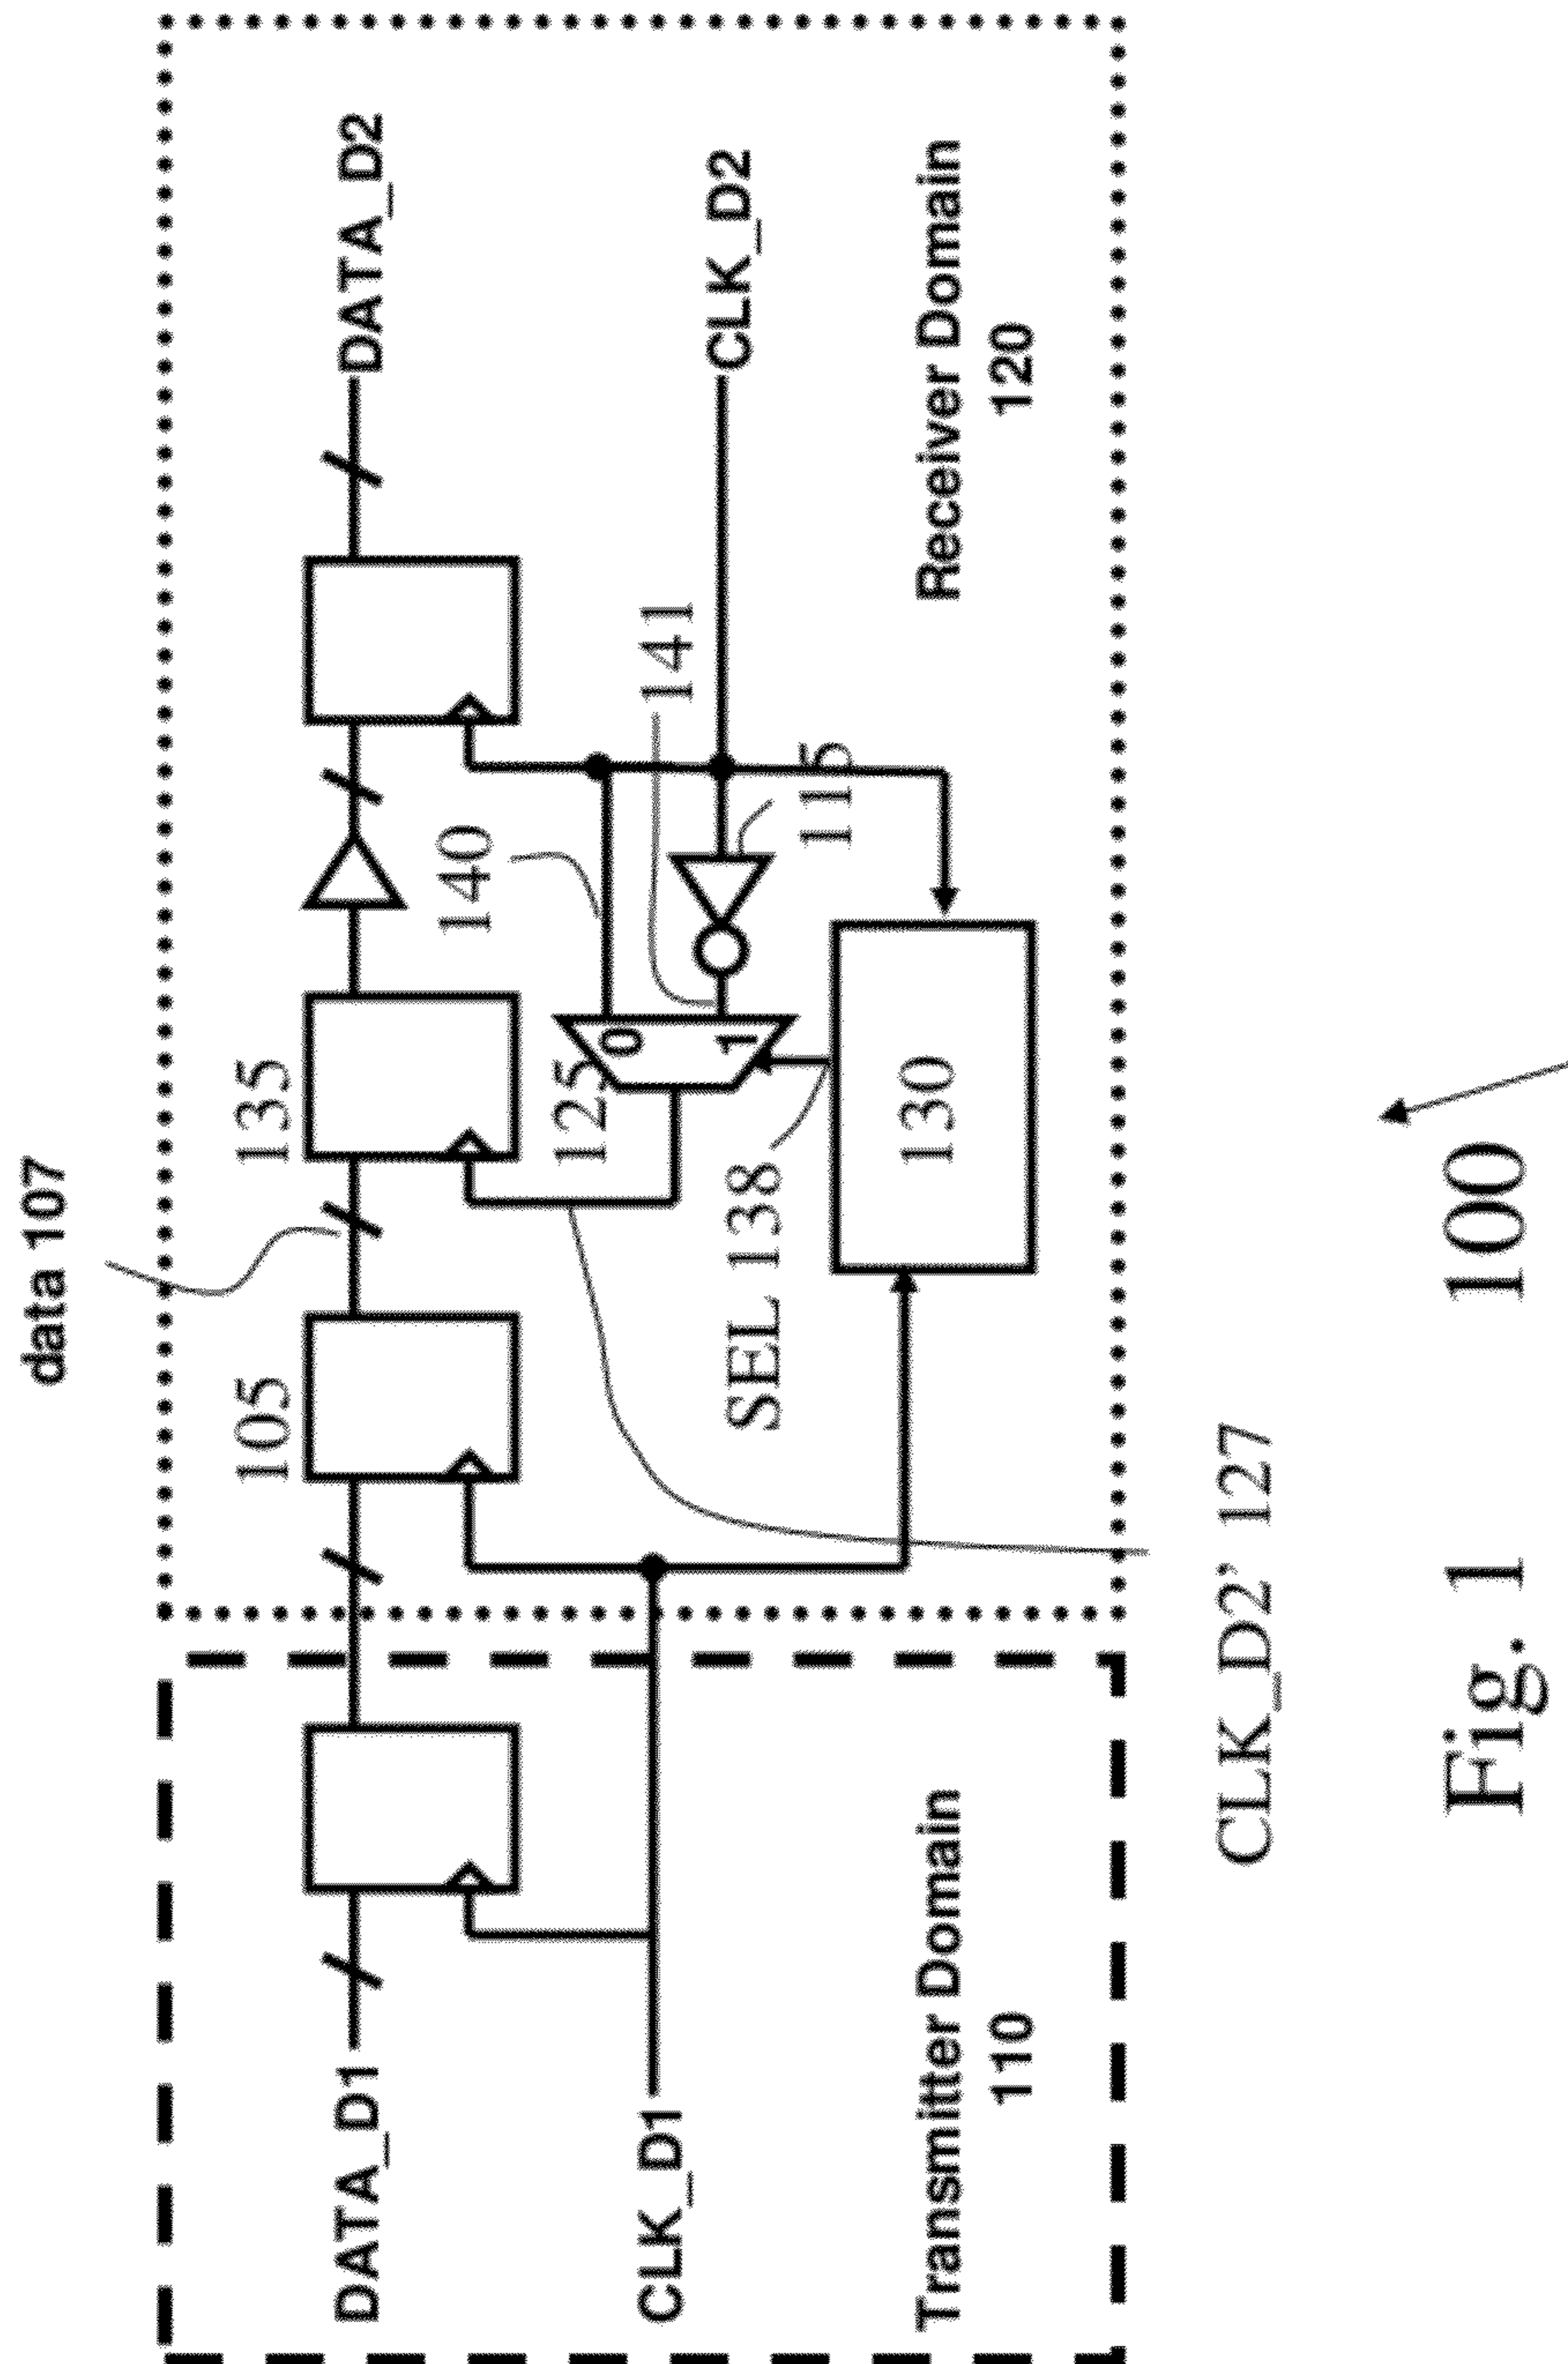 data 107
DATA_D1
105
135
DATA_D2
140
125
0
141
1
CLK_D1
CLK_D2
SEL 138
115
130
Transmitter Domain
110
Receiver Domain
120
CLK_D2’ 127
Fig. 1
100